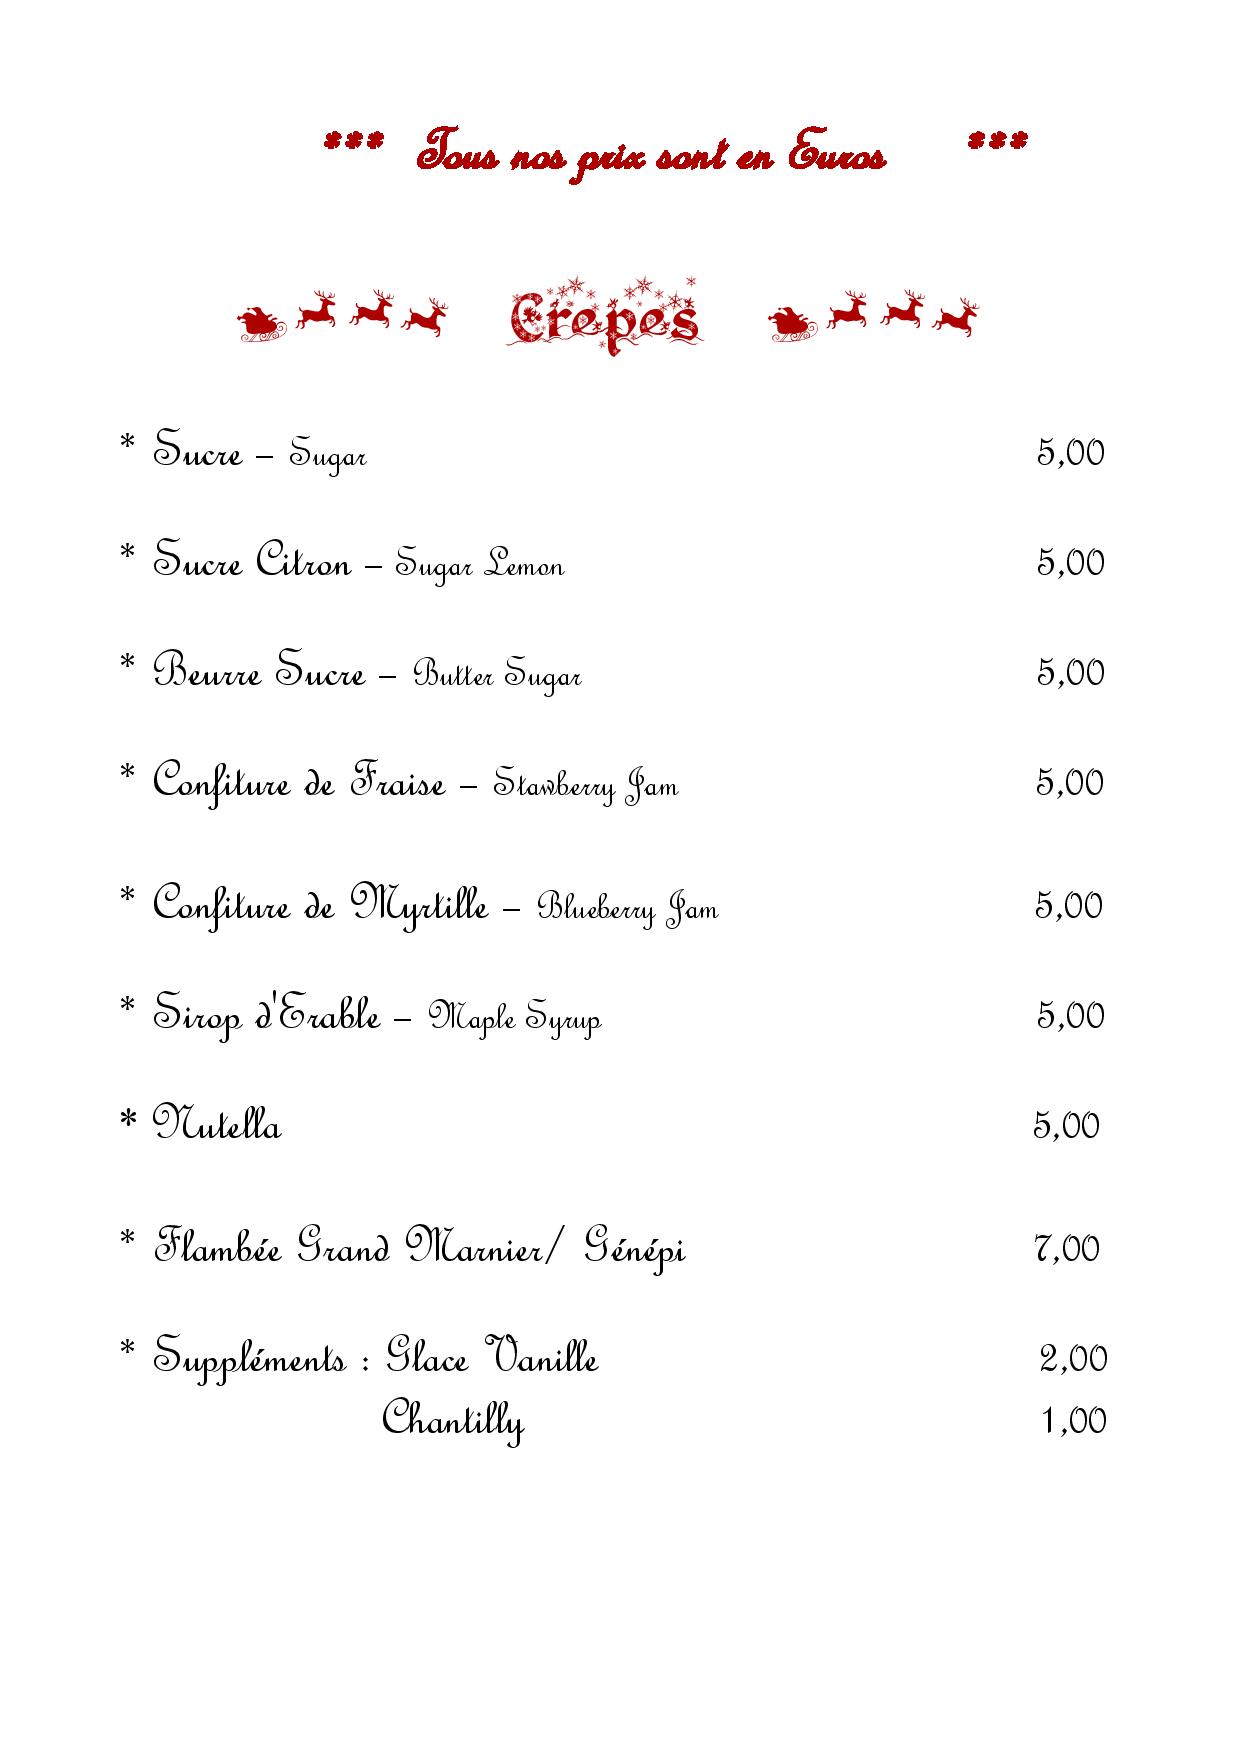 *** Tous nos prix sont en Euros ***
Crepes
* Sucre – Sugar 5,00
* Sucre Citron – Sugar Lemon 5,00
* Beurre Sucre – Butter Sugar 5,00
* Confiture de Fraise – Stawberry Jam 5,00
* Confiture de Myrtille – Blueberry Jam 5,00
* Sirop d'Erable – Maple Syrup 5,00
* Nutella 5,00
* Flambée Grand Marnier/ Génépi 7,00
* Suppléments : Glace Vanille 2,00
Chantilly 1,00